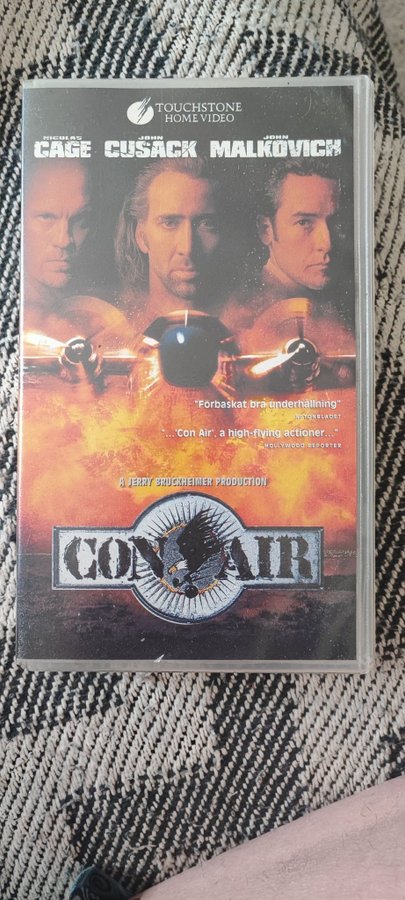 TOUCHSTONE
HOME VIDEO
NICOLAS
CAGE
JOHN
CUSACK
JOHN
MALKOVICH
"Förbaskat bra underhållning"
AFTONBLADET
"...'Con Air', a high-flying actioner..."
HOLLYWOOD REPORTER
A JERRY BRUCKHEIMER PRODUCTION
CON AIR